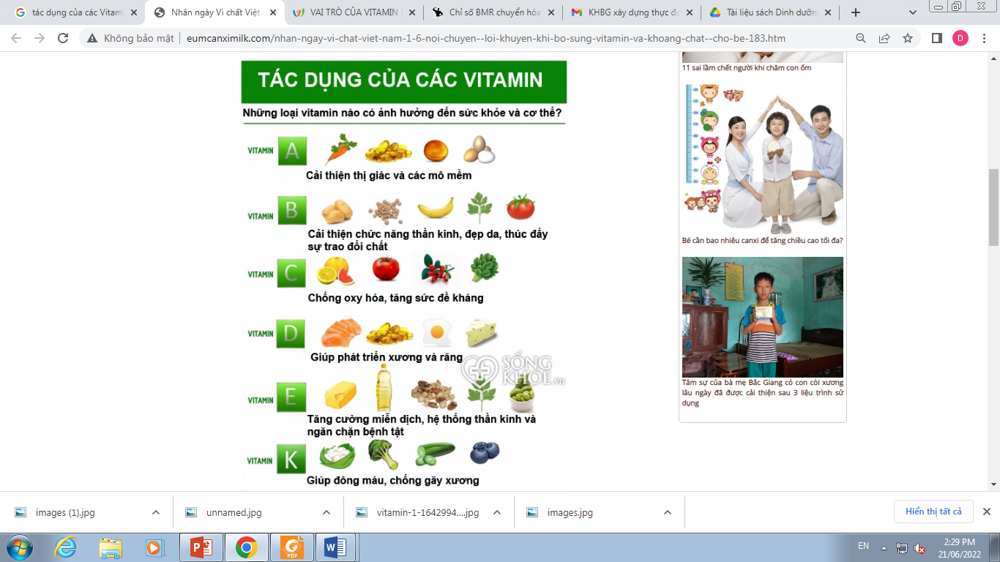 tác dụng của các Vitami
Nhân ngày Vi chất Việt
VAI TRÒ CỦA VITAMIN
Chỉ số BMR chuyển hóa
KHBG xây dựng thực đơ
Tài liệu sách Dinh dưỡng
Không bảo mật
eumcanximilk.com/nhan-ngay-vi-chat-viet-nam-1-6-noi-chuyen--loi-khuyen-khi-bo-sung-vitamin-va-khoang-chat--cho-be-183.htm
D
TÁC DỤNG CỦA CÁC VITAMIN
Những loại vitamin nào có ảnh hưởng đến sức khỏe và cơ thể?
VITAMIN A
Cải thiện thị giác và các mô mềm
VITAMIN B
Cải thiện chức năng thần kinh, đẹp da, thúc đẩy
sự trao đổi chất
VITAMIN C
Chống oxy hóa, tăng sức đề kháng
VITAMIN D
Giúp phát triển xương và răng
SỐNG
KHOẺ.vn
VITAMIN E
Tăng cường miễn dịch, hệ thống thần kinh và
ngăn chặn bệnh tật
VITAMIN K
Giúp đông máu, chống gãy xương
11 sai lầm chết người khi chăm con ốm
Bé cần bao nhiêu canxi để tăng chiều cao tối đa?
Tâm sự của bà mẹ Bắc Giang có con còi xương
lâu ngày đã được cải thiện sau 3 liệu trình sử
dụng
images (1).jpg
unnamed.jpg
vitamin-1-1642994....jpg
images.jpg
Hiển thị tất cả
PDF
EN
2:29 PM
21/06/2022